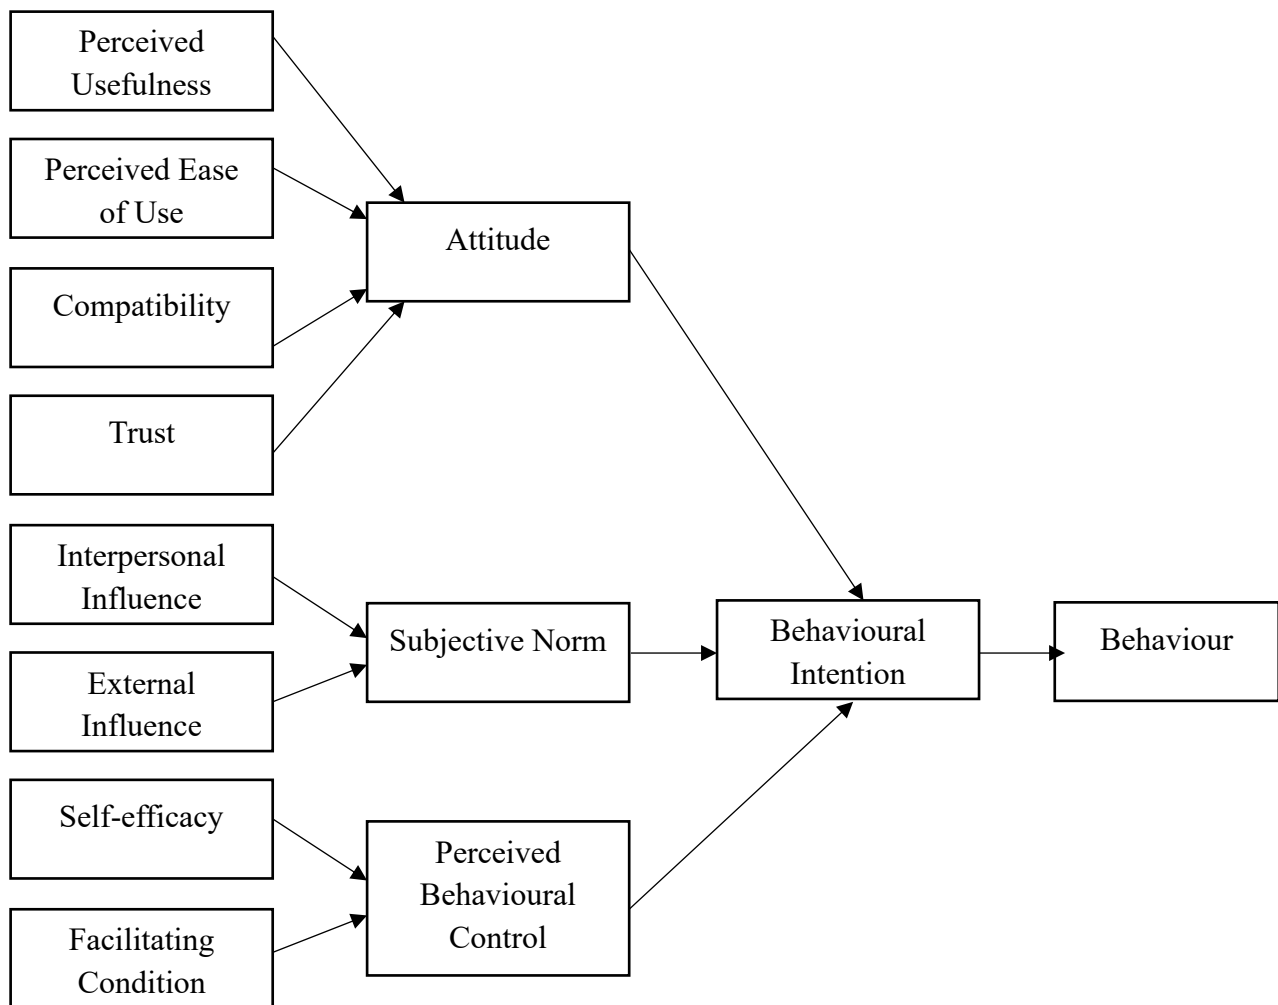 Perceived
Usefulness
Perceived Ease
of Use
Compatibility
Trust
Interpersonal
Influence
External
Influence
Self-efficacy
Facilitating
Condition
Attitude
Subjective Norm
Perceived
Behavioural
Control
Behavioural
Intention
Behaviour